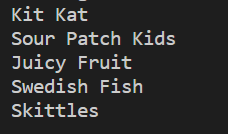 Kit Kat
Sour Patch Kids
Juicy Fruit
Swedish Fish
Skittles